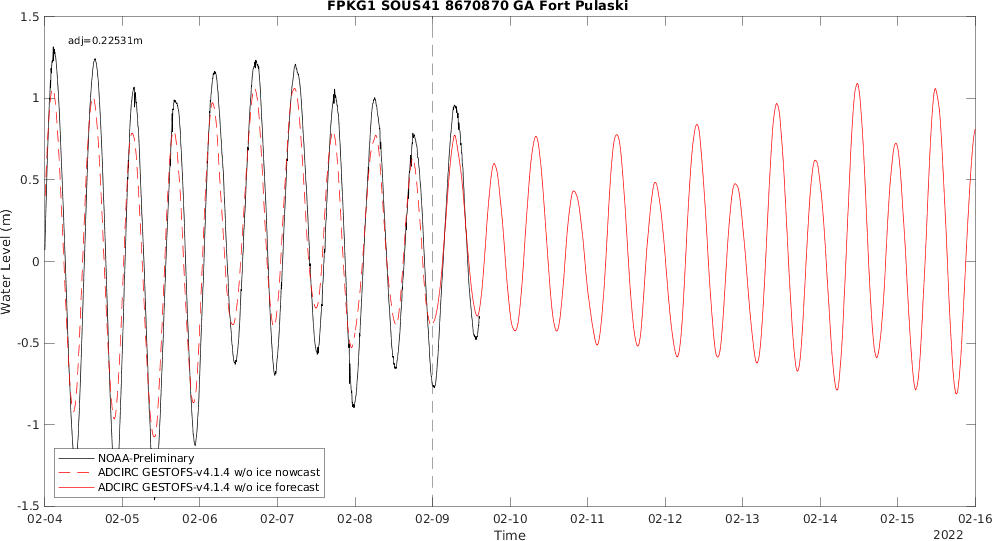 FPKG1 SOUS41 8670870 GA Fort Pulaski
adj=0.22531m
1.5
1
0.5
0
-0.5
-1
-1.5
Water Level (m)
NOAA-Preliminary
ADCIRC GESTOFS-v4.1.4 w/o ice nowcast
ADCIRC GESTOFS-v4.1.4 w/o ice forecast
02-04 02-05 02-06 02-07 02-08 02-09 02-10 02-11 02-12 02-13 02-14 02-15 02-16
Time
2022